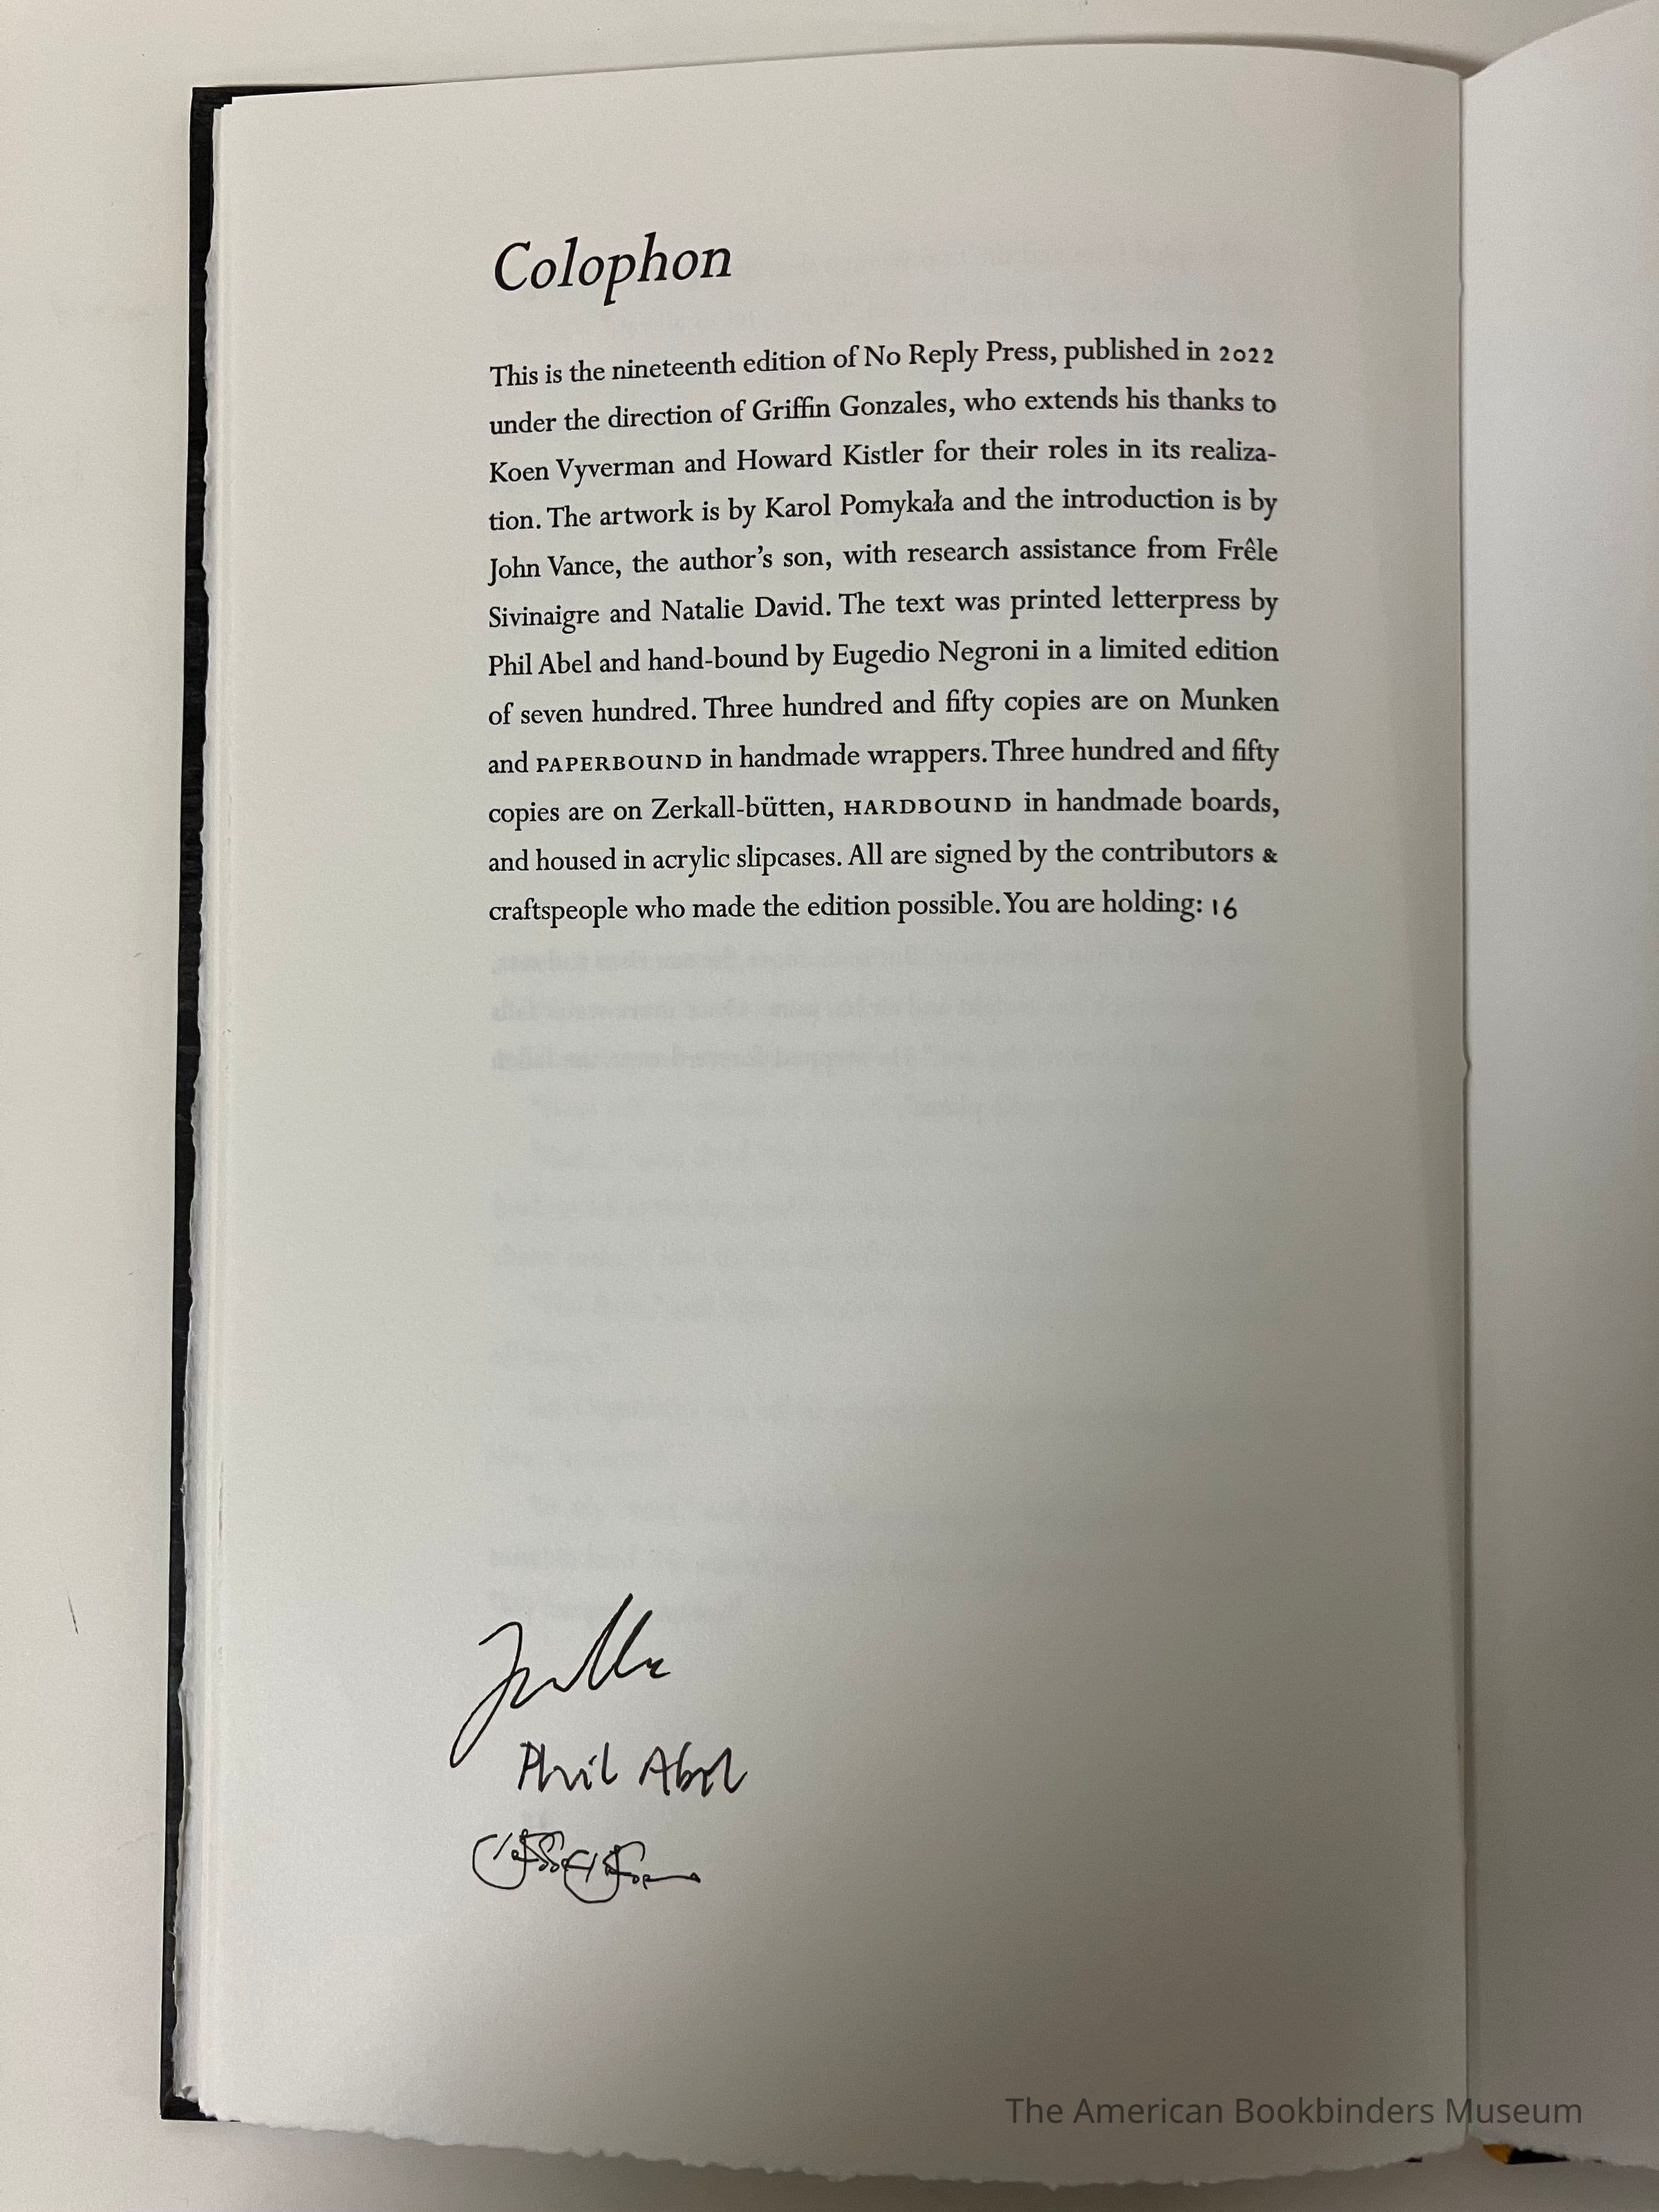 Colophon
This is the nineteenth edition of No Reply Press, published in 2022
under the direction of Griffin Gonzales, who extends his thanks to
Koen Vyverman and Howard Kistler for their roles in its realiza-
tion. The artwork is by Karol Pomykała and the introduction is by
John Vance, the author’s son, with research assistance from Frêle
Sivinaigre and Natalie David. The text was printed letterpress by
Phil Abel and hand-bound by Eugedio Negroni in a limited edition
of seven hundred. Three hundred and fifty copies are on Munken
and PAPERBOUND in handmade wrappers. Three hundred and fifty
copies are on Zerkall-bütten, HARDBOUND in handmade boards,
and housed in acrylic slipcases. All are signed by the contributors &
craftspeople who made the edition possible. You are holding: 16
Phil Abel
The American Bookbinders Museum